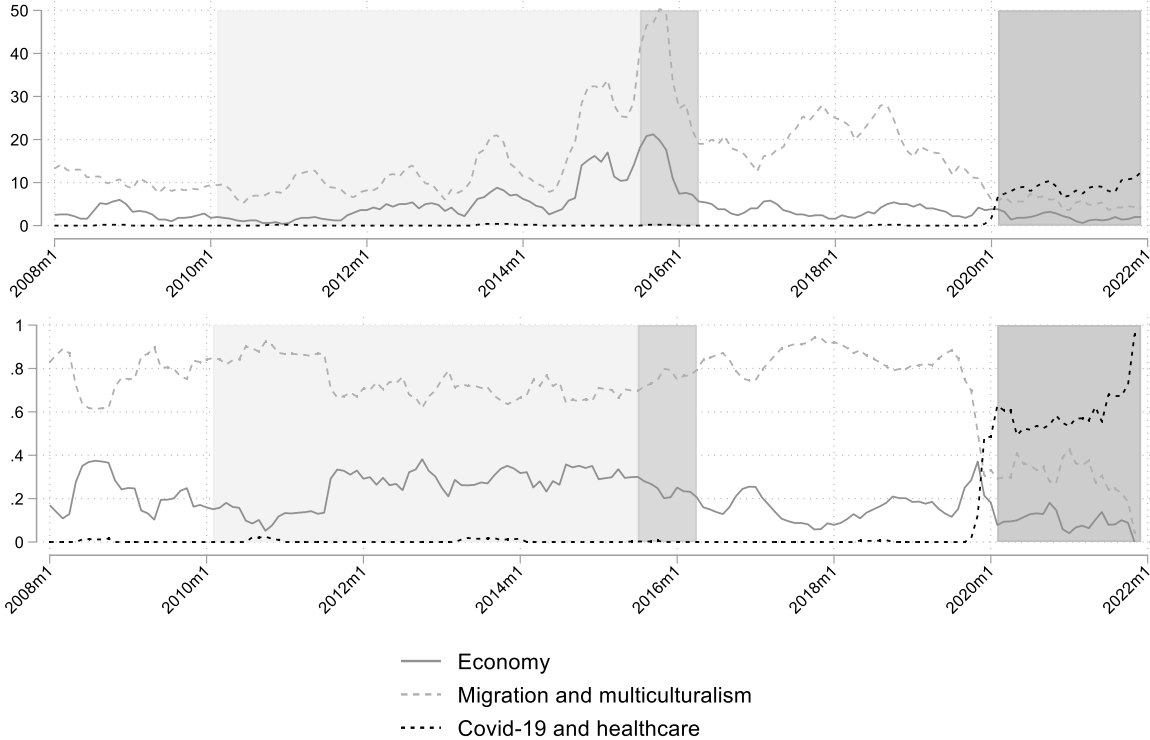 50
40
30
20
10
0
2008m1
2010m1
2012m1
2014m1
2016m1
2018m1
2020m1
2022m1
1
.8
.6
.4
.2
0
2008m1
2010m1
2012m1
2014m1
2016m1
2018m1
2020m1
2022m1
Economy
Migration and multiculturalism
Covid-19 and healthcare